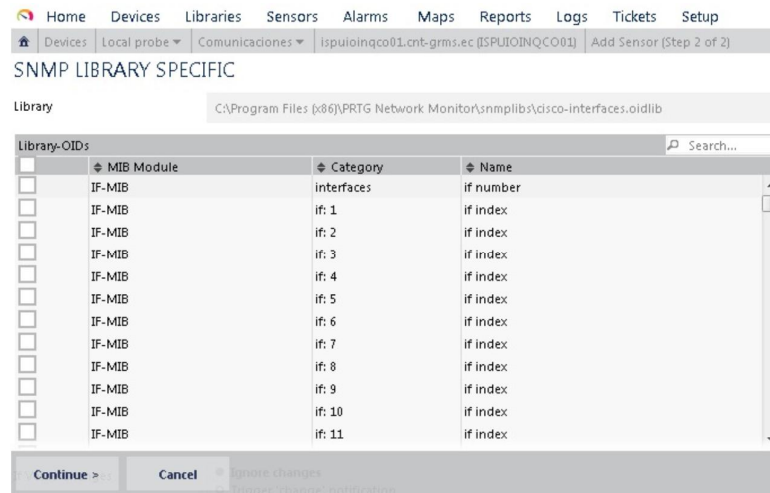 Home Devices Libraries Sensors Alarms Maps Reports Logs Tickets Setup
Devices Local probe Comunicaciones ispuioinqco01.cnt-grms.ec (ISPUIOINQCO01) Add Sensor (Step 2 of 2)
SNMP LIBRARY SPECIFIC
Library C:\Program Files (x86)\PRTG Network Monitor\snmplibs\cisco-interfaces.oidlib
Library-OIDs Search...
MIB Module Category Name
IF-MIB interfaces if number
IF-MIB if: 1 if index
IF-MIB if: 2 if index
IF-MIB if: 3 if index
IF-MIB if: 4 if index
IF-MIB if: 5 if index
IF-MIB if: 6 if index
IF-MIB if: 7 if index
IF-MIB if: 8 if index
IF-MIB if: 9 if index
IF-MIB if: 10 if index
IF-MIB if: 11 if index
Continue > Cancel Ignore changes
Trigger 'change' notification